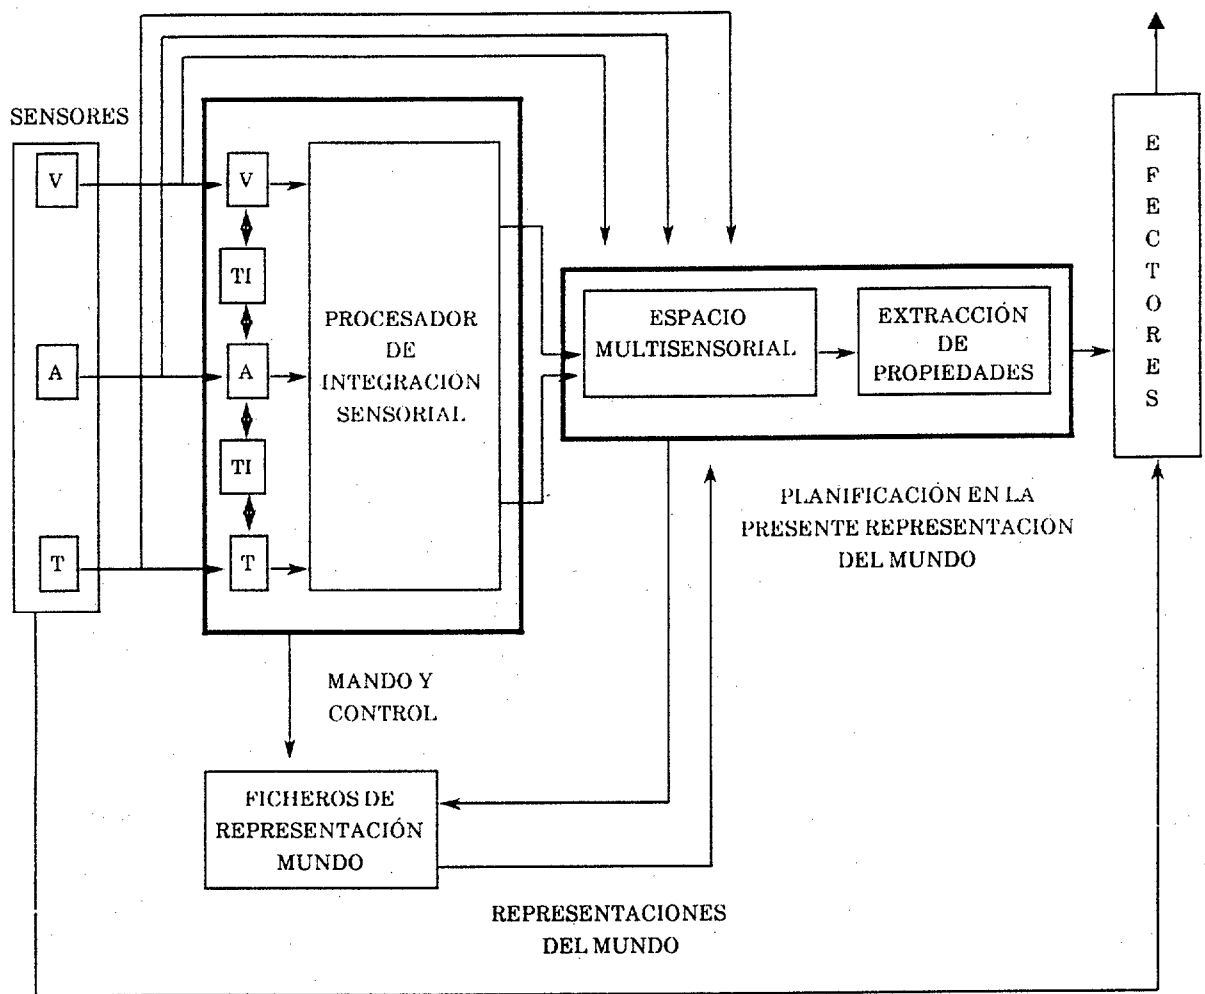 SENSORES
V
A
T
V
TI
A
TI
T
PROCESADOR
DE
INTEGRACIÓN
SENSORIAL
ESPACIO
MULTISENSORIAL
EXTRACCIÓN
DE
PROPIEDADES
E
F
E
C
T
O
R
E
S
PLANIFICACIÓN EN LA
PRESENTE REPRESENTACIÓN
DEL MUNDO
MANDO Y
CONTROL
FICHEROS DE
REPRESENTACIÓN
MUNDO
REPRESENTACIONES
DEL MUNDO